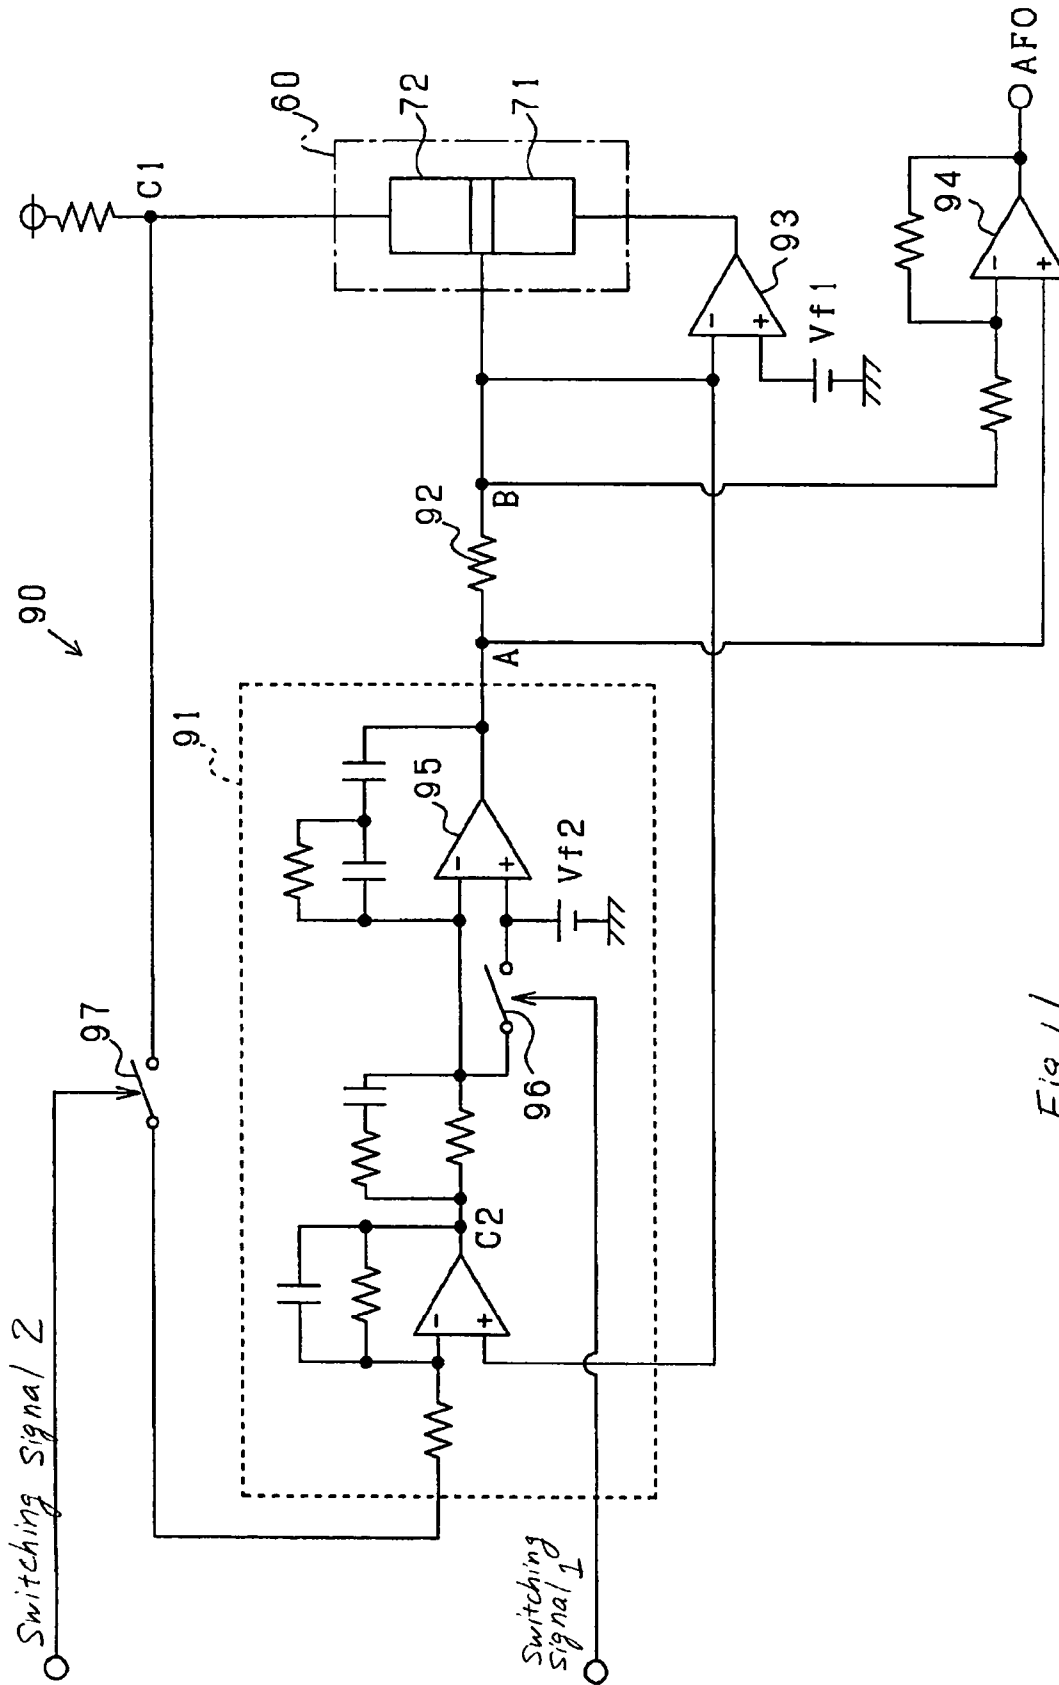 Switching Signal 2
97
90
C1
60
72
71
91
95
92
A
B
C2
96
Vf2
-
+
-
+
-
+
-
+
93
Vf1
94
AFO
Switching
Signal 1
Fig. 11